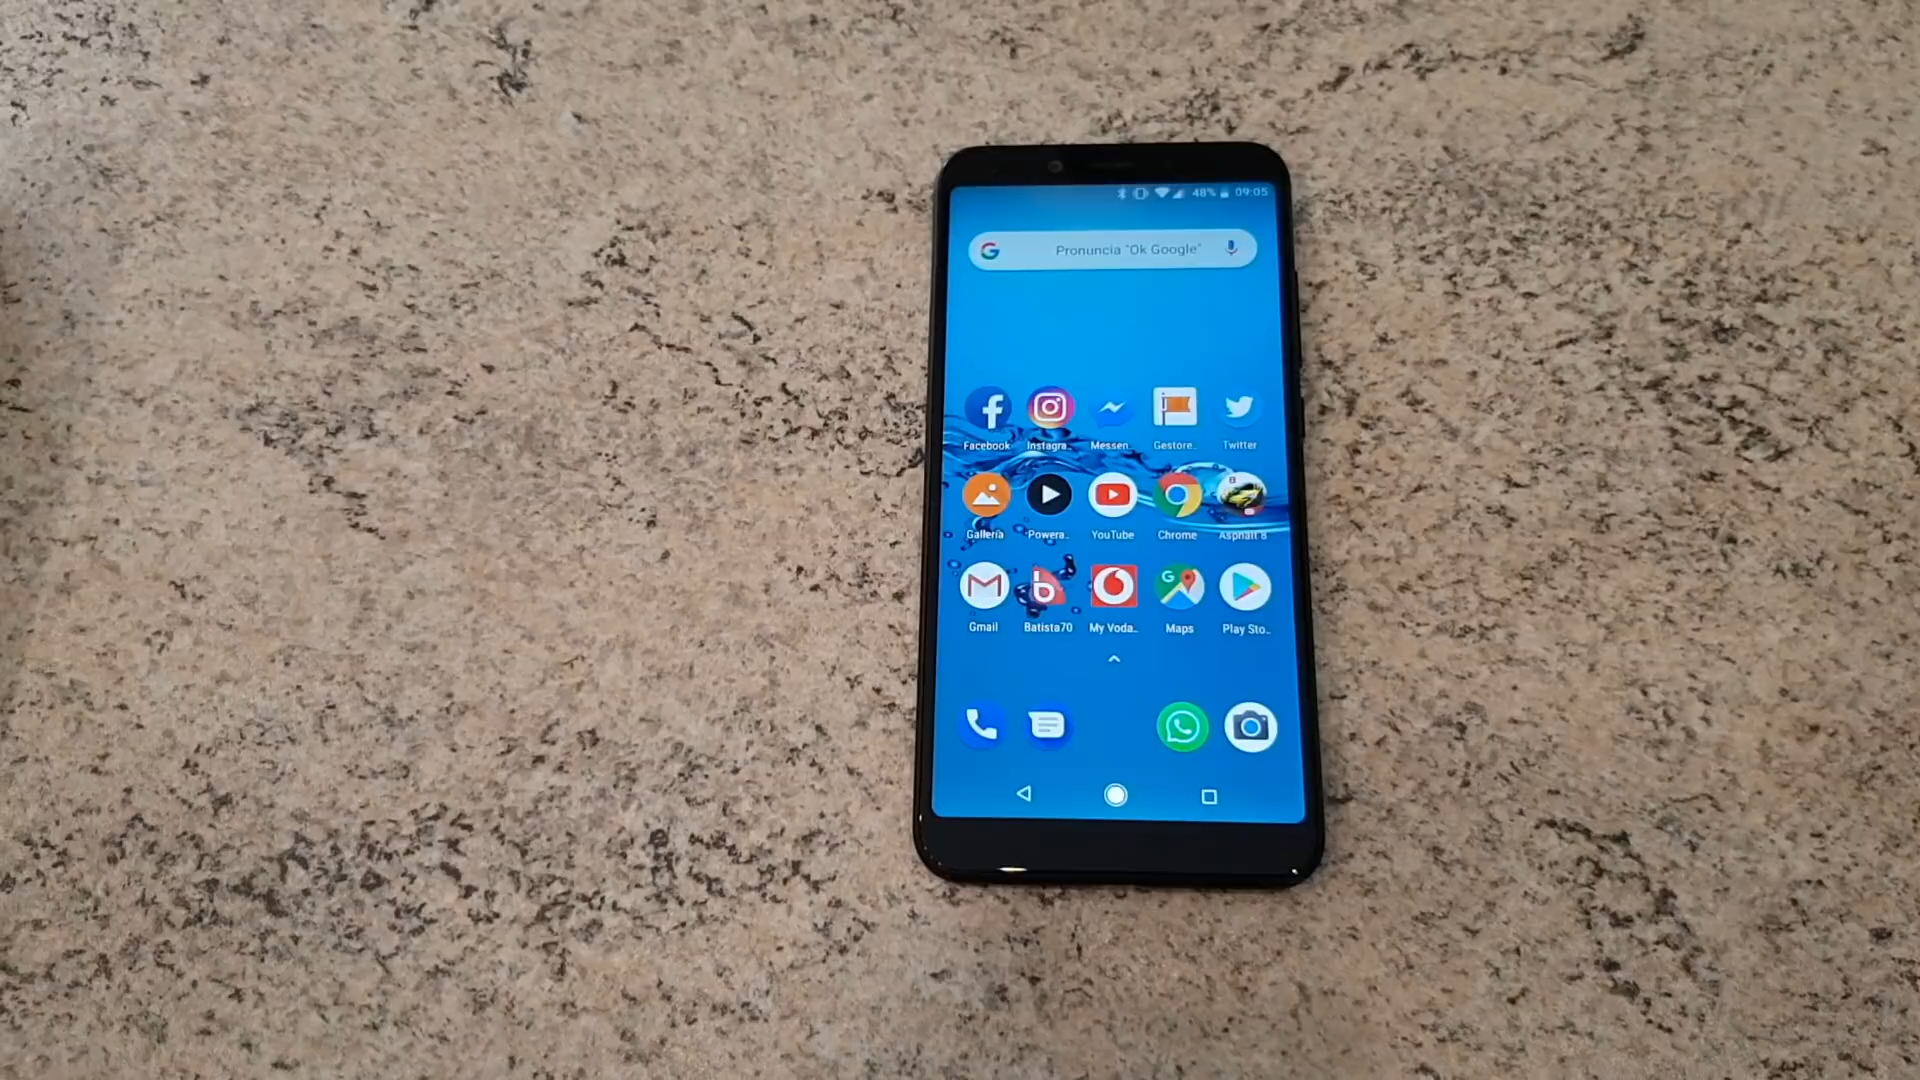 48% 09:05
G Pronuncia "Ok Google"
Facebook Instagra.. Messen.. Gestore.. Twitter
Galleria Powera.. YouTube Chrome Asphalt 8
Gmail Batista70 My Voda.. Maps Play Sto..